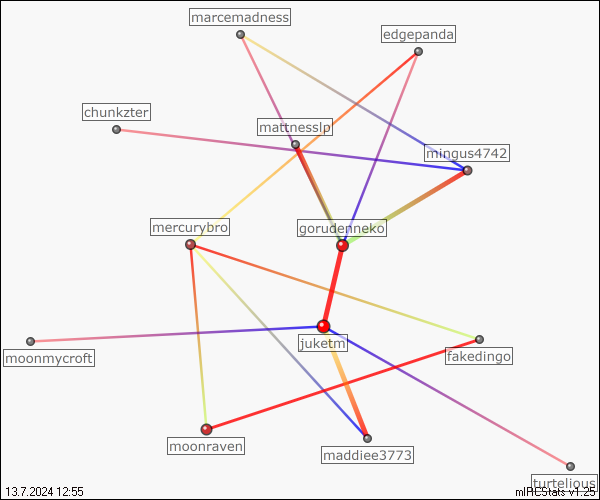 marcemadness
edgepanda
chunkzter
mattnesslp
mingus4742
mercurybro
gorudenneko
juketm
moonmycroft
fakedingo
moonraven
maddiee3773
turtelious
13.7.2024 12:55
mIRCStats v1.25